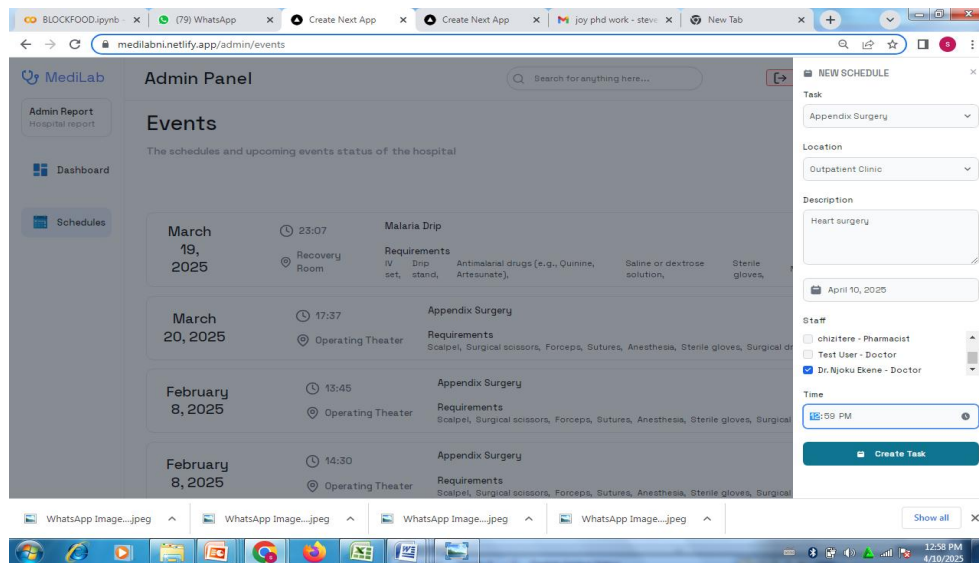 BLOCKFOOD.ipynb -
(79) WhatsApp
Create Next App
Create Next App
joy phd work - steve
New Tab
medilabni.netlify.app/admin/events
MediLab
Admin Panel
Search for anything here...
Admin Report
Hospital report
Dashboard
Schedules
Events
The schedules and upcoming events status of the hospital
March 19, 2025
23:07
Recovery Room
Malaria Drip
Requirements
IV set, Drip stand, Antimalarial drugs (e.g., Quinine, Artesunate), Saline or dextrose solution, Sterile gloves,
March 20, 2025
17:37
Operating Theater
Appendix Surgery
Requirements
Scalpel, Surgical scissors, Forceps, Sutures, Anesthesia, Sterile gloves, Surgical dr
February 8, 2025
13:45
Operating Theater
Appendix Surgery
Requirements
Scalpel, Surgical scissors, Forceps, Sutures, Anesthesia, Sterile gloves, Surgical
February 8, 2025
14:30
Operating Theater
Appendix Surgery
Requirements
Scalpel, Surgical scissors, Forceps, Sutures, Anesthesia, Sterile gloves, Surgical
NEW SCHEDULE
Task
Appendix Surgery
Location
Outpatient Clinic
Description
Heart surgery
April 10, 2025
Staff
chizitere - Pharmacist
Test User - Doctor
Dr. Njoku Ekene - Doctor
Time
12:59 PM
Create Task
WhatsApp Image....jpeg
WhatsApp Image....jpeg
WhatsApp Image....jpeg
WhatsApp Image....jpeg
Show all
12:58 PM
4/10/2025